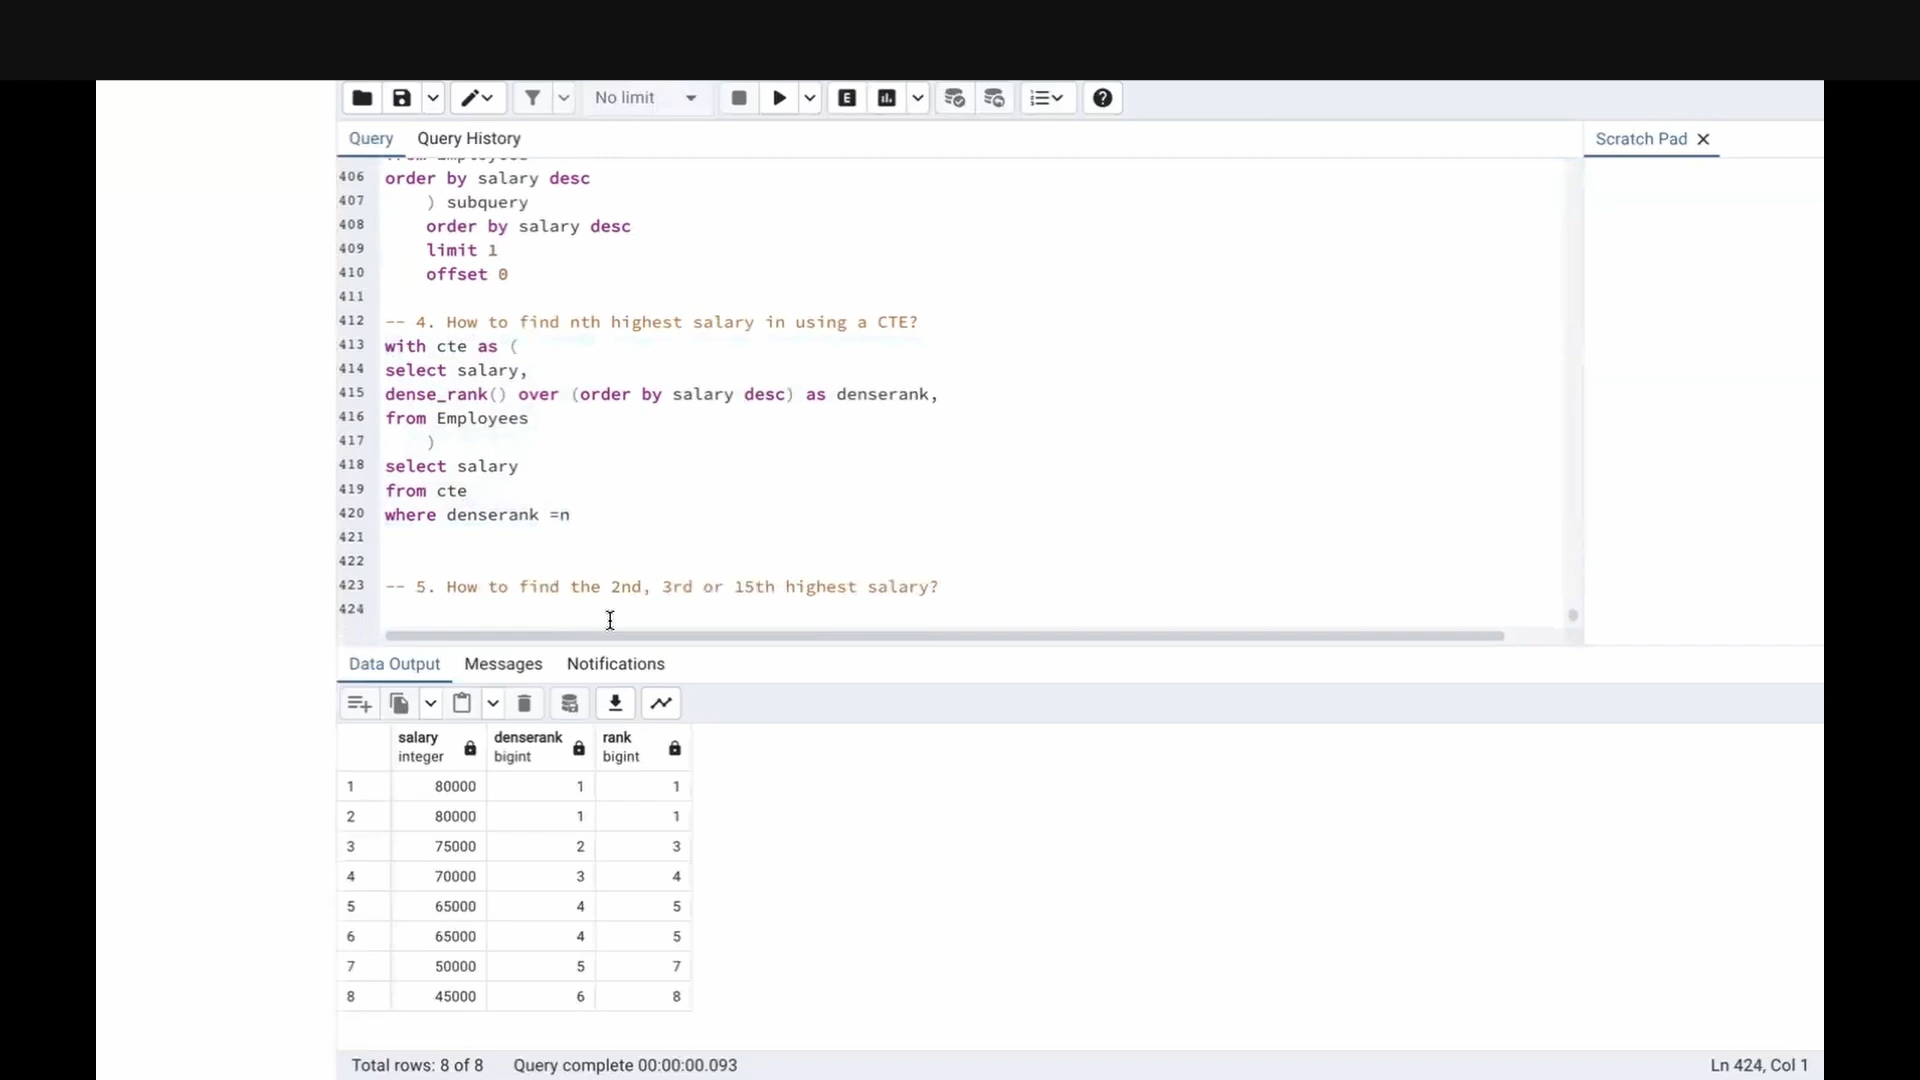 No limit
Query Query History Scratch Pad
406 order by salary desc
407 ) subquery
408 order by salary desc
409 limit 1
410 offset 0
411
412 -- 4. How to find nth highest salary in using a CTE?
413 with cte as (
414 select salary,
415 dense_rank() over (order by salary desc) as denserank,
416 from Employees
417 )
418 select salary
419 from cte
420 where denserank =n
421
422
423 -- 5. How to find the 2nd, 3rd or 15th highest salary?
424
Data Output Messages Notifications
salary denserank rank
integer bigint bigint
1 80000 1 1
2 80000 1 1
3 75000 2 3
4 70000 3 4
5 65000 4 5
6 65000 4 5
7 50000 5 7
8 45000 6 8
Total rows: 8 of 8 Query complete 00:00:00.093 Ln 424, Col 1